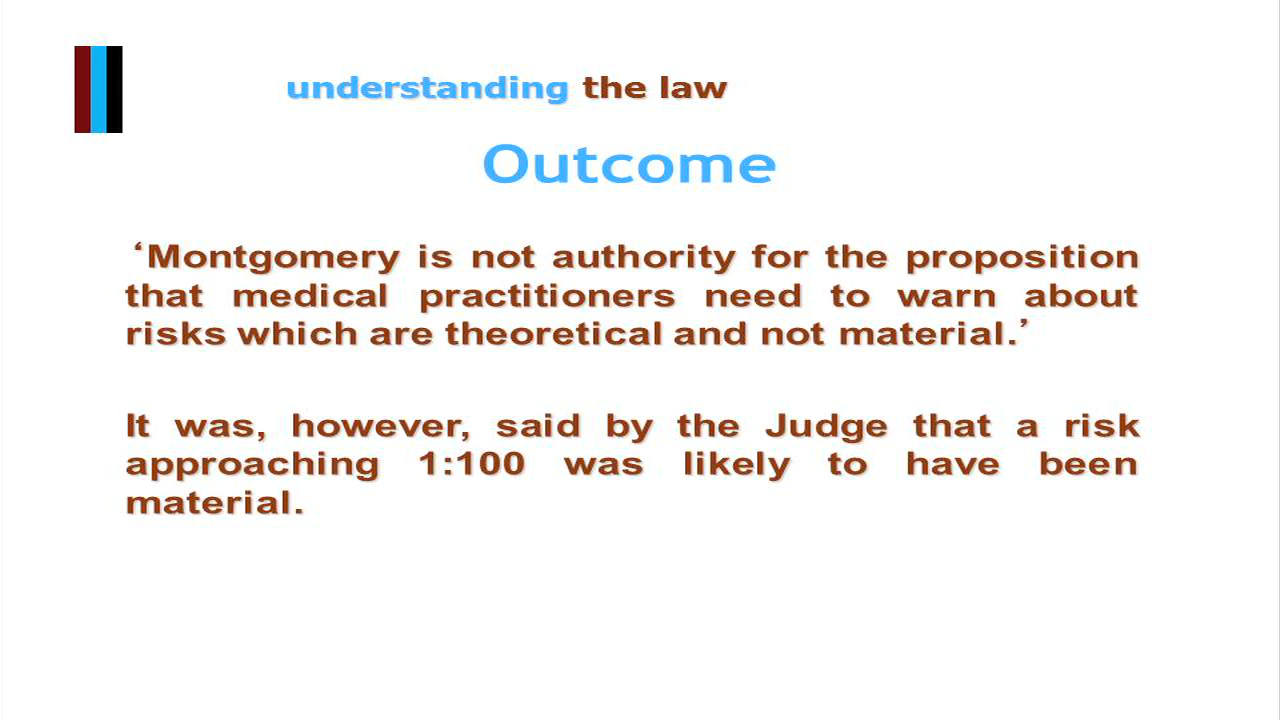 understanding the law
Outcome
‘Montgomery is not authority for the proposition
that medical practitioners need to warn about
risks which are theoretical and not material.’
It was, however, said by the Judge that a risk
approaching 1:100 was likely to have been
material.